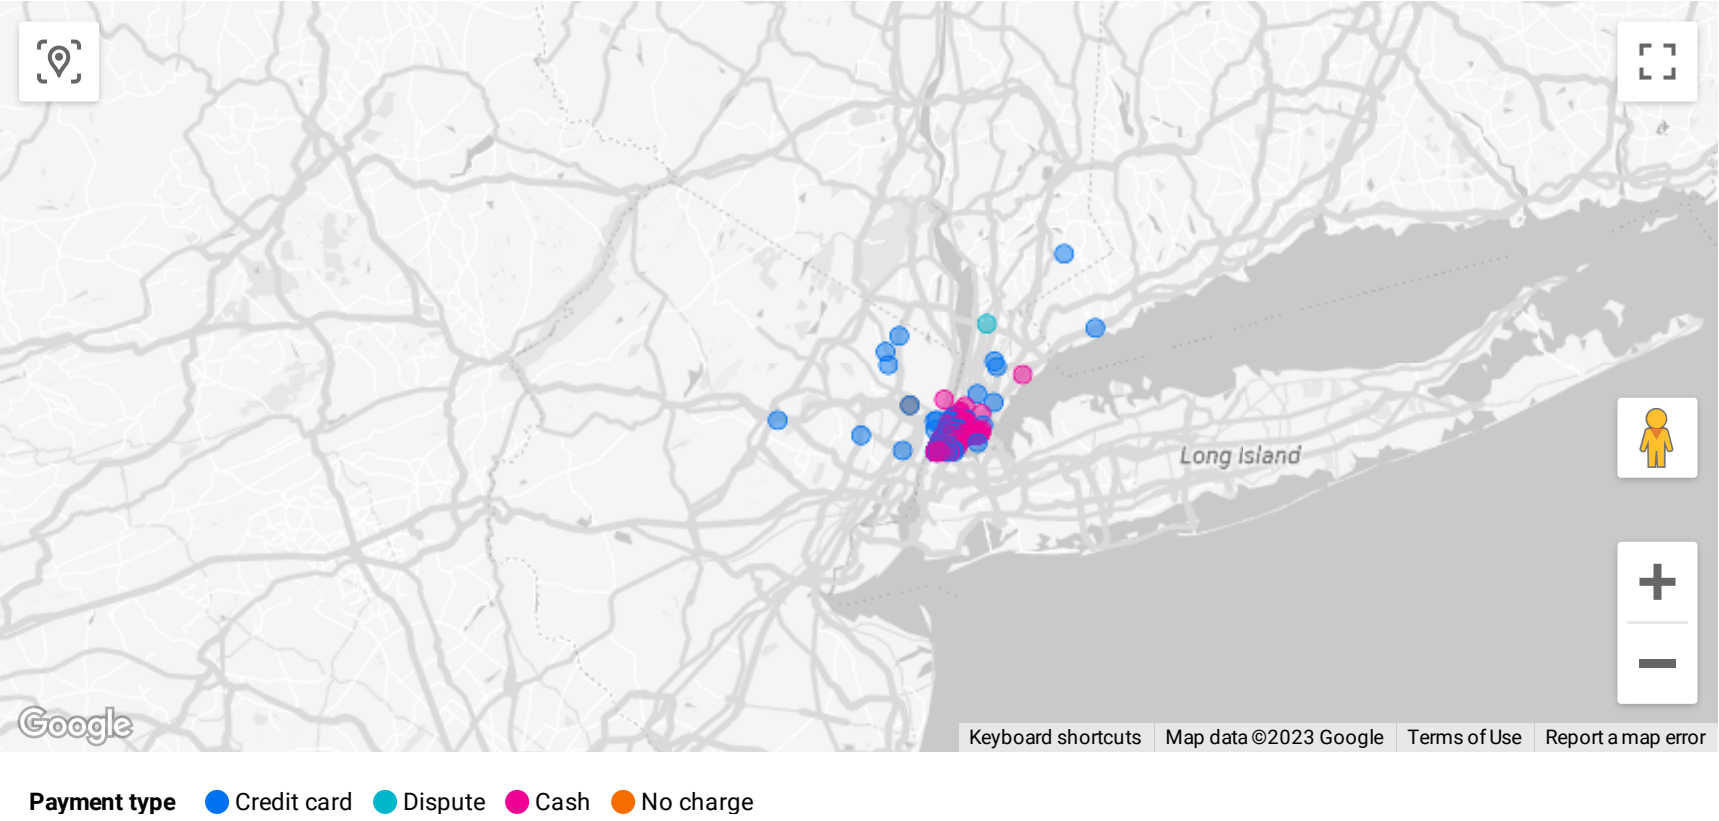 Long Island
Google
Keyboard shortcuts Map data ©2023 Google Terms of Use Report a map error
Payment type Credit card Dispute Cash No charge